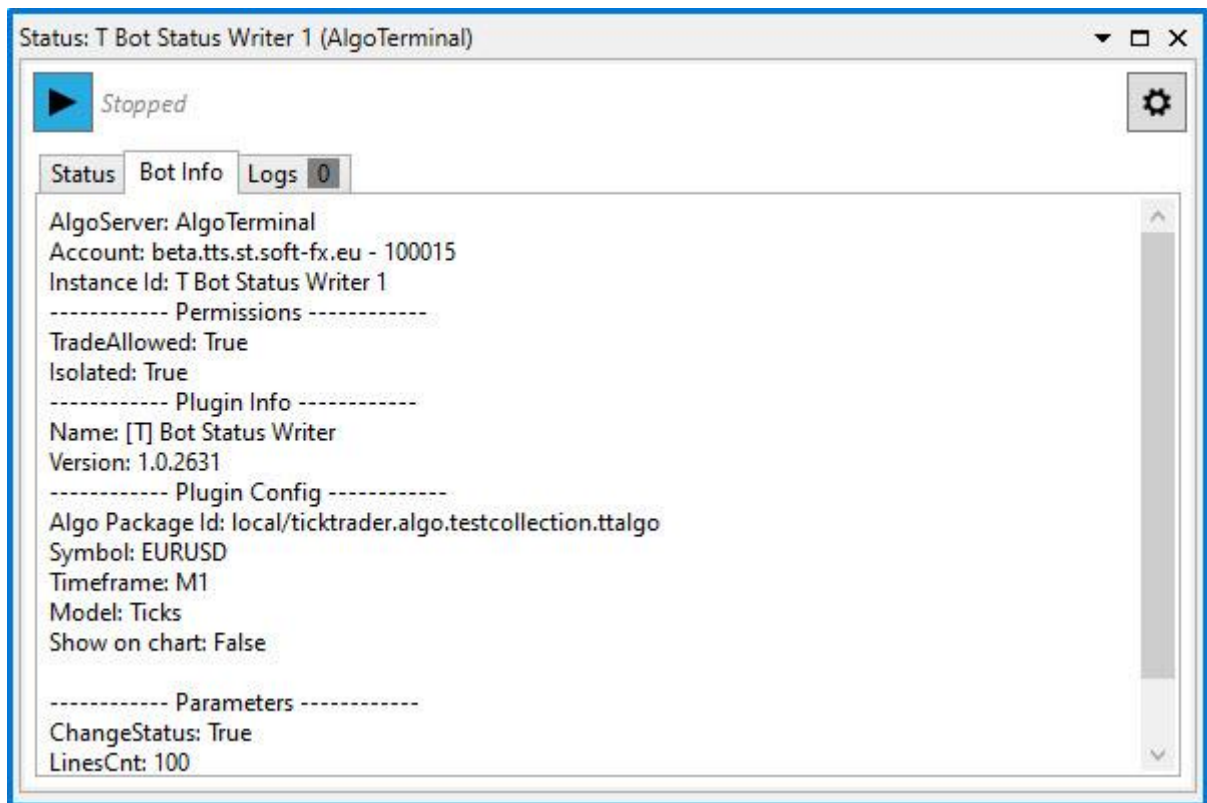 Status: T Bot Status Writer 1 (AlgoTerminal)
Stopped
Status Bot Info Logs 0
AlgoServer: AlgoTerminal
Account: beta.tts.st.soft-fx.eu - 100015
Instance Id: T Bot Status Writer 1
------------ Permissions ------------
TradeAllowed: True
Isolated: True
------------ Plugin Info ------------
Name: [T] Bot Status Writer
Version: 1.0.2631
------------ Plugin Config ------------
Algo Package Id: local/ticktrader.algo.testcollection.ttalgo
Symbol: EURUSD
Timeframe: M1
Model: Ticks
Show on chart: False
------------ Parameters ------------
ChangeStatus: True
LinesCnt: 100